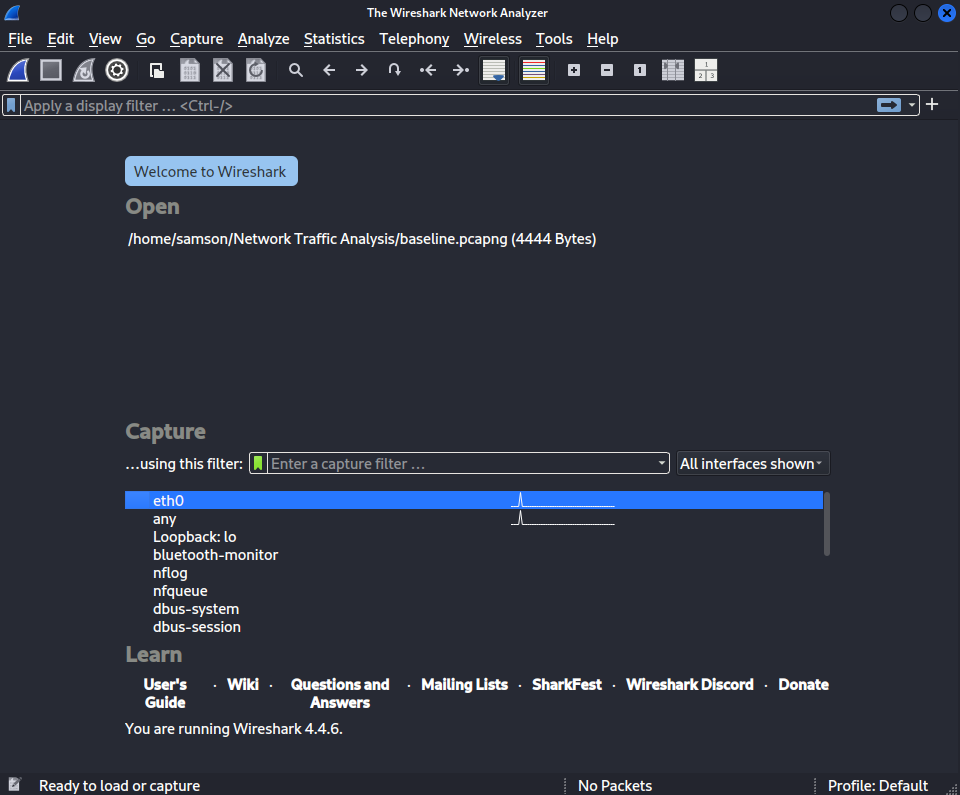 The Wireshark Network Analyzer
File Edit View Go Capture Analyze Statistics Telephony Wireless Tools Help
Apply a display filter … <Ctrl-/>
Welcome to Wireshark
Open
/home/samson/Network Traffic Analysis/baseline.pcapng (4444 Bytes)
Capture
…using this filter: Enter a capture filter … All interfaces shown
eth0
any
Loopback: lo
bluetooth-monitor
nflog
nfqueue
dbus-system
dbus-session
Learn
User's Guide · Wiki · Questions and Answers · Mailing Lists · SharkFest · Wireshark Discord · Donate
You are running Wireshark 4.4.6.
Ready to load or capture No Packets Profile: Default